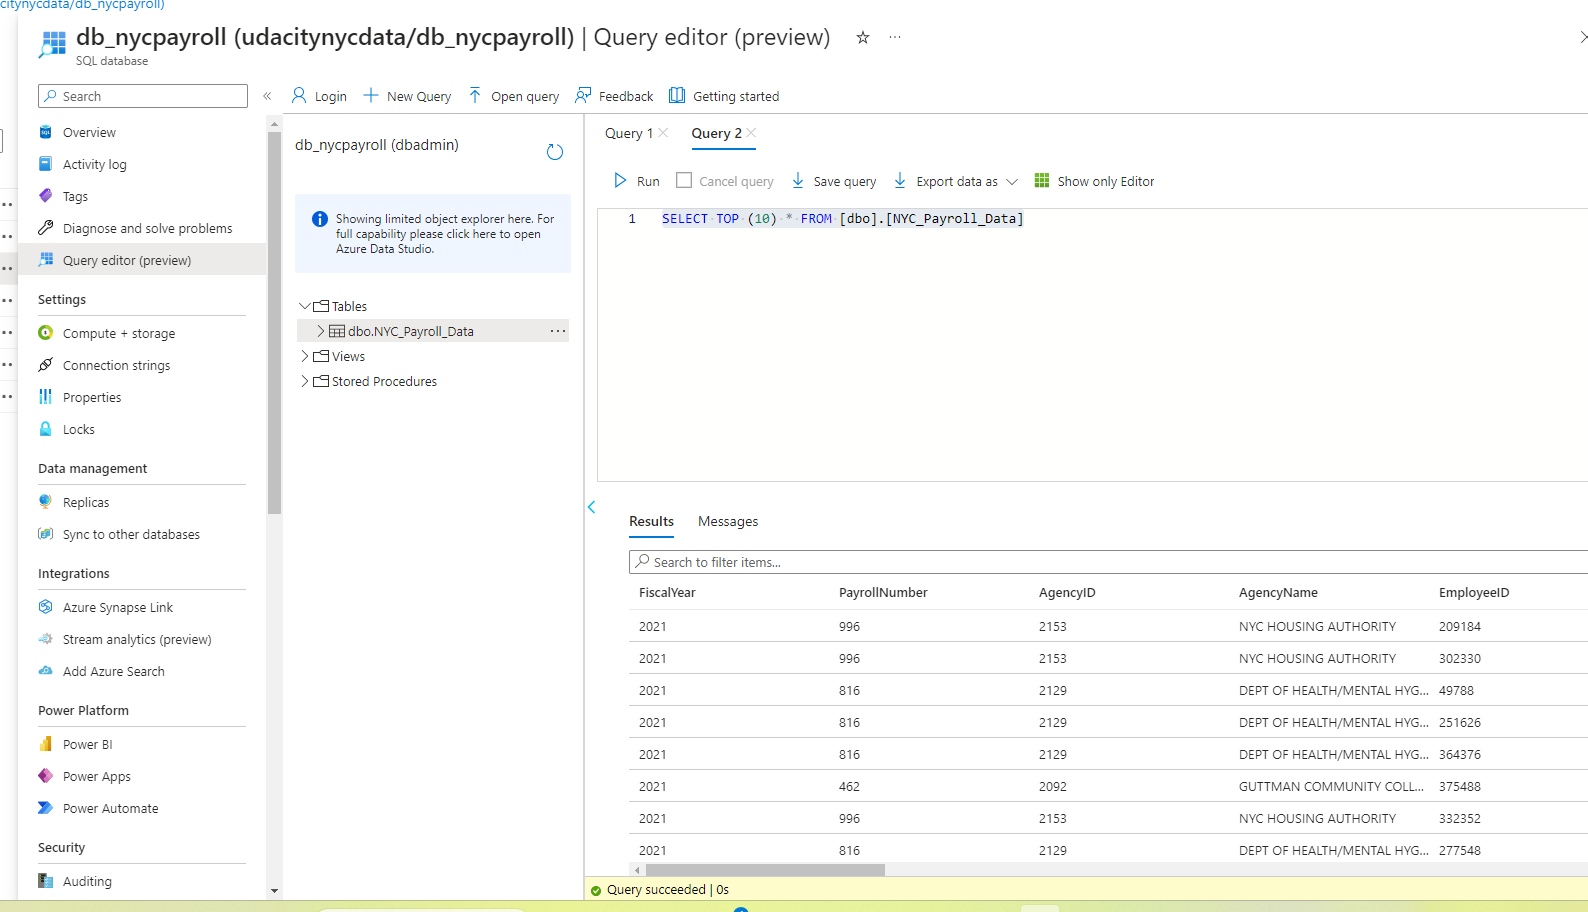 citynycdata/db_nycpayroll)
db_nycpayroll (udacitynycdata/db_nycpayroll) | Query editor (preview)
SQL database
Search
Login
New Query
Open query
Feedback
Getting started
Overview
Activity log
Tags
Diagnose and solve problems
Query editor (preview)
Settings
Compute + storage
Connection strings
Properties
Locks
Data management
Replicas
Sync to other databases
Integrations
Azure Synapse Link
Stream analytics (preview)
Add Azure Search
Power Platform
Power BI
Power Apps
Power Automate
Security
Auditing
db_nycpayroll (dbadmin)
Showing limited object explorer here. For
full capability please click here to open
Azure Data Studio.
Tables
dbo.NYC_Payroll_Data
Views
Stored Procedures
Query 1
Query 2
Run
Cancel query
Save query
Export data as
Show only Editor
1 SELECT TOP (10) * FROM [dbo].[NYC_Payroll_Data]
Results
Messages
Search to filter items...
FiscalYear PayrollNumber AgencyID AgencyName EmployeeID
2021 996 2153 NYC HOUSING AUTHORITY 209184
2021 996 2153 NYC HOUSING AUTHORITY 302330
2021 816 2129 DEPT OF HEALTH/MENTAL HYG... 49788
2021 816 2129 DEPT OF HEALTH/MENTAL HYG... 251626
2021 816 2129 DEPT OF HEALTH/MENTAL HYG... 364376
2021 462 2092 GUTTMAN COMMUNITY COLL... 375488
2021 996 2153 NYC HOUSING AUTHORITY 332352
2021 816 2129 DEPT OF HEALTH/MENTAL HYG... 277548
Query succeeded | 0s